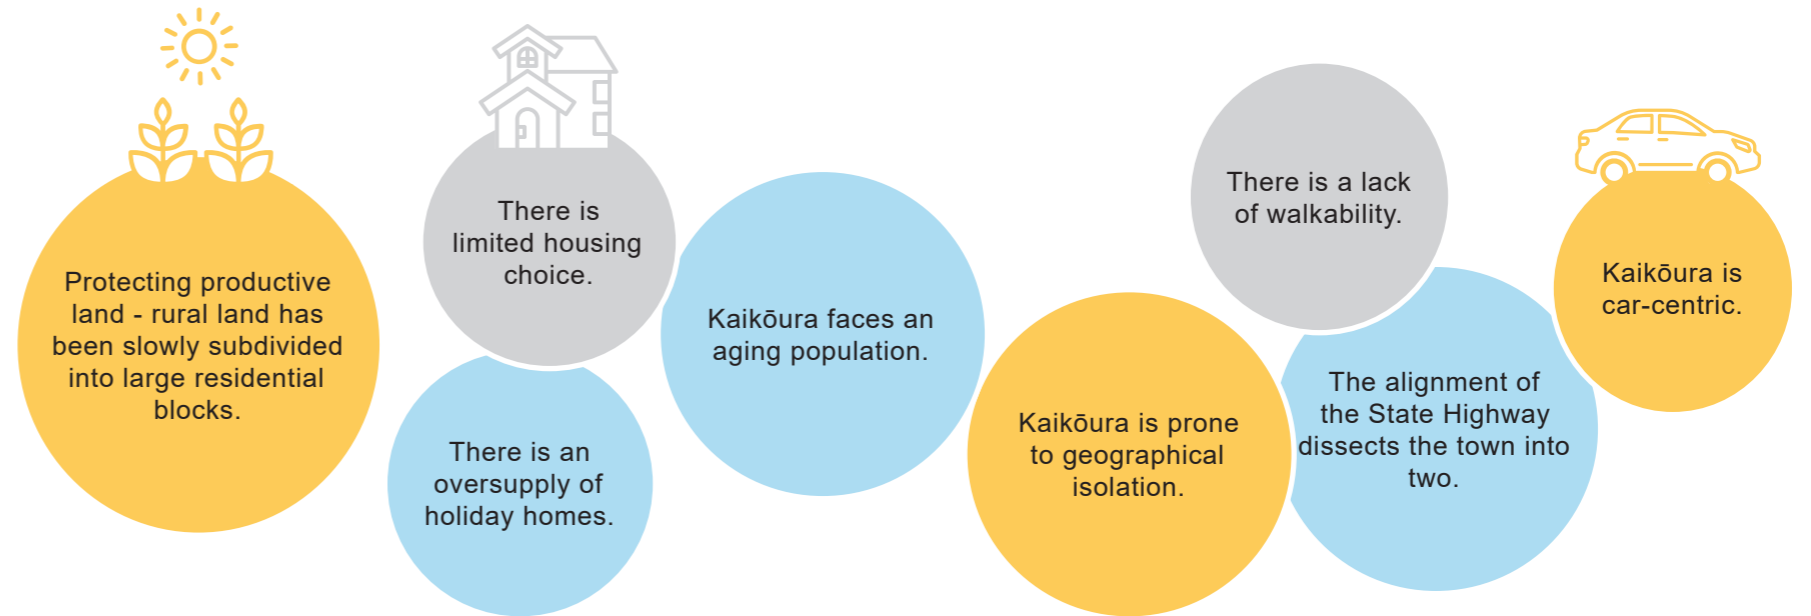 Protecting productive
land - rural land has
been slowly subdivided
into large residential
blocks.
There is
limited housing
choice.
There is an
oversupply of
holiday homes.
Kaikōura faces an
aging population.
Kaikōura is prone
to geographical
isolation.
There is a lack
of walkability.
The alignment of
the State Highway
dissects the town into
two.
Kaikōura is
car-centric.